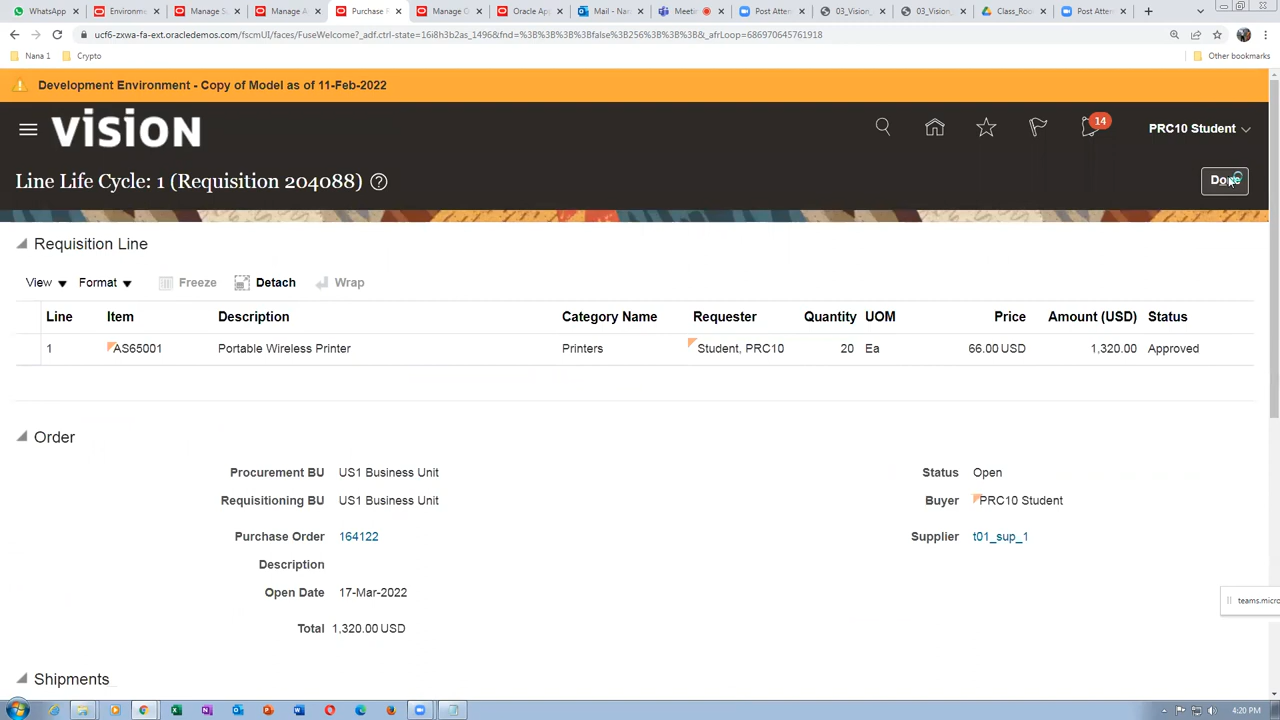 WhatsApp
Environme
Manage S
Manage A
Purchase R
Manage O
Oracle Ap
Mail - Nar
Meetin
Post Atten
03_Vision_
03_Vision_
Class_Roo
Post Atten
ucf6-zxwa-fa-ext.oracledemos.com/fscmUI/faces/FuseWelcome?_adf.ctrl-state=16i8h3b2as_1496&fnd=%3B%3B%3B%3Bfalse%3B256%3B%3B%3B&_afrLoop=686970645761918
Nana 1
Crypto
Other bookmarks
Development Environment - Copy of Model as of 11-Feb-2022
VISION
14
PRC10 Student
Line Life Cycle: 1 (Requisition 204088)
Done
Requisition Line
View Format Freeze Detach Wrap
Line Item Description Category Name Requester Quantity UOM Price Amount (USD) Status
1 AS65001 Portable Wireless Printer Printers Student, PRC10 20 Ea 66.00 USD 1,320.00 Approved
Order
Procurement BU US1 Business Unit Status Open
Requisitioning BU US1 Business Unit Buyer PRC10 Student
Purchase Order 164122 Supplier t01_sup_1
Description
Open Date 17-Mar-2022
teams.micro
Total 1,320.00 USD
Shipments
4:20 PM